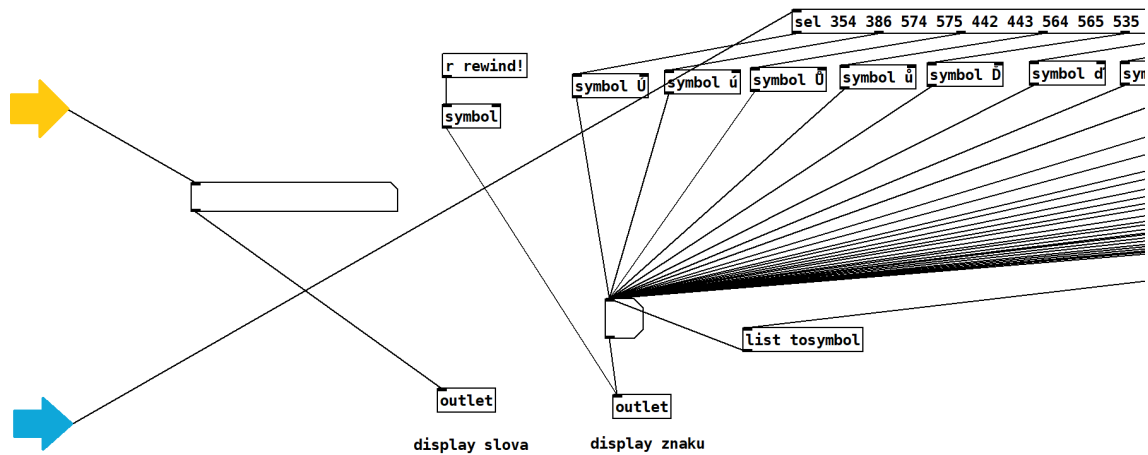 sel 354 386 574 575 442 443 564 565 535
r rewind!
symbol Ú
symbol ú
symbol Ů
symbol ů
symbol Ď
symbol ď
sym
symbol
list tosymbol
outlet
outlet
display slova
display znaku